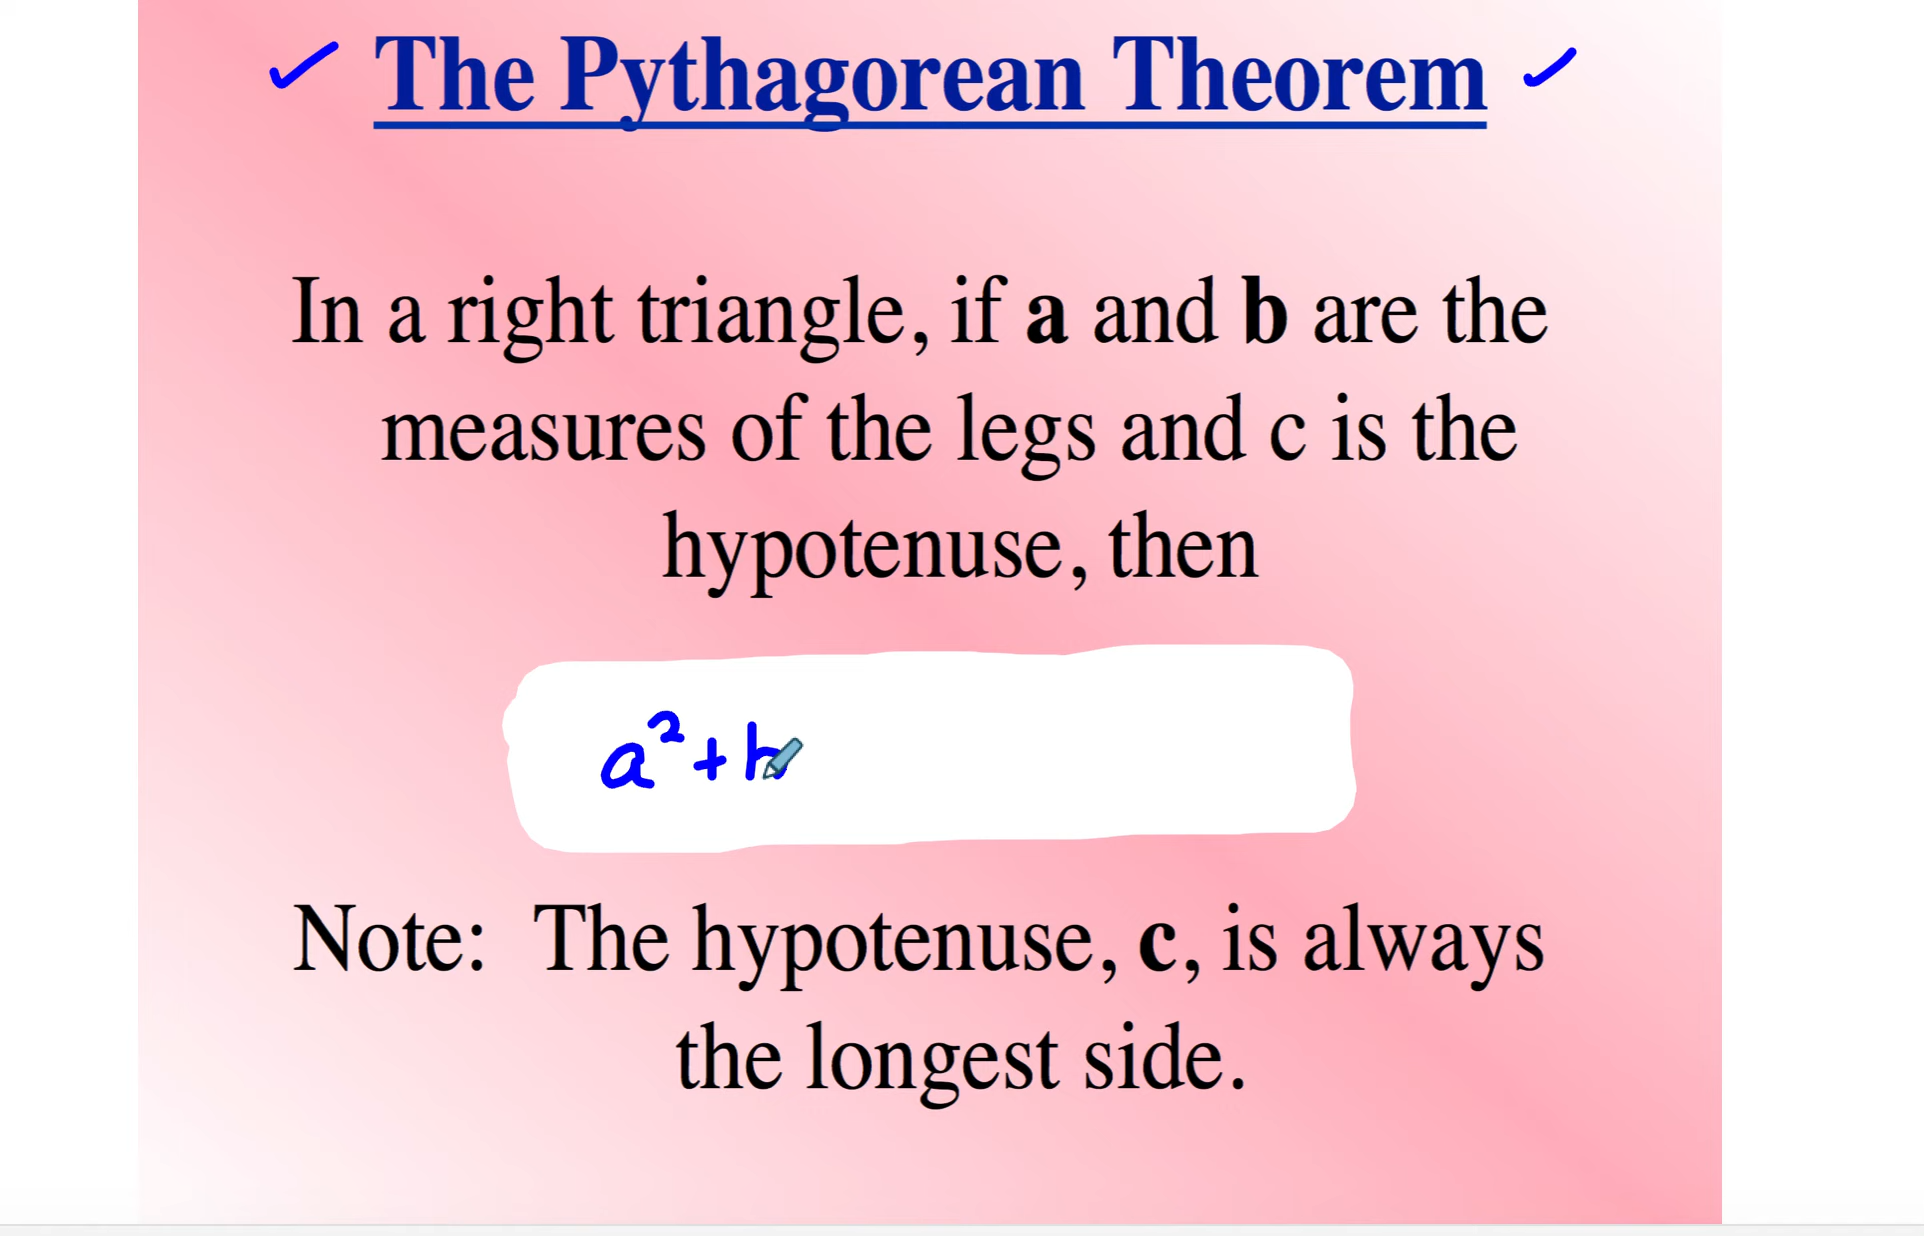 The Pythagorean Theorem
In a right triangle, if a and b are the
measures of the legs and c is the
hypotenuse, then
a² +
Note: The hypotenuse, c, is always
the longest side.